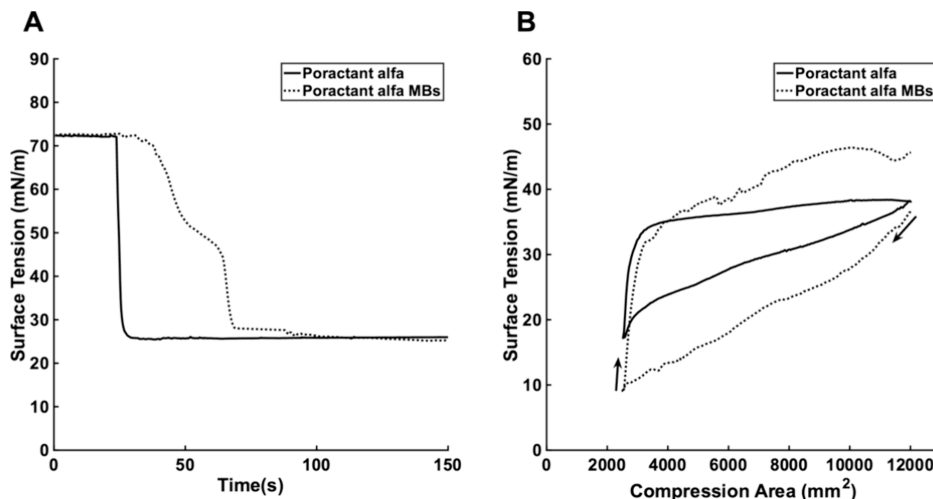 A
90
80
70
60
50
40
30
20
10
0
Surface Tension (mN/m)
0
50
100
150
Time(s)
Poractant alfa
Poractant alfa MBs
B
60
50
40
30
20
10
0
Surface Tension (mN/m)
0
2000
4000
6000
8000
10000
12000
Compression Area (mm²)
Poractant alfa
Poractant alfa MBs